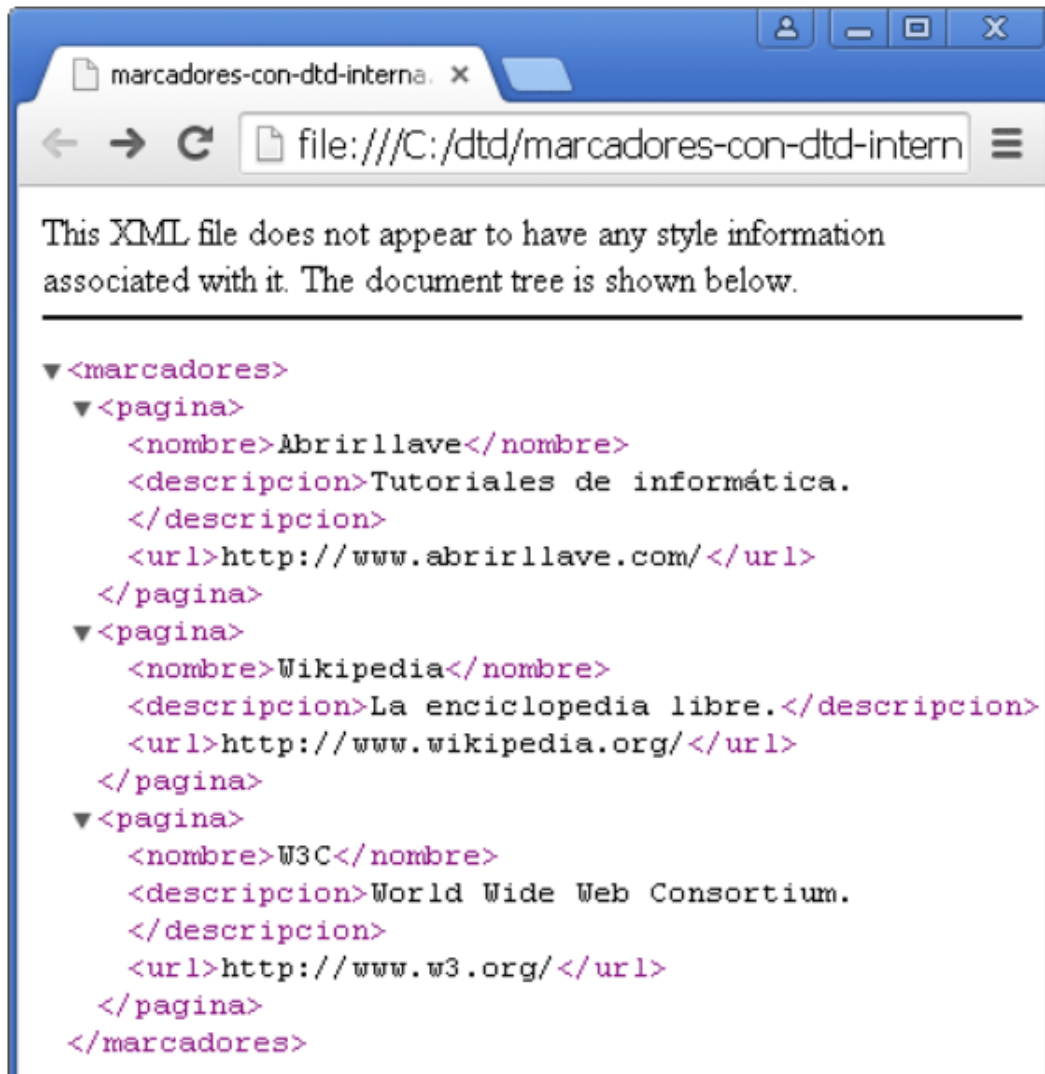 marcadores-con-dtd-interna.
file:///C:/dtd/marcadores-con-dtd-intern
This XML file does not appear to have any style information
associated with it. The document tree is shown below.
▼<marcadores>
▼<pagina>
<nombre>Abrirllave</nombre>
<descripcion>Tutoriales de informática.
</descripcion>
<url>http://www.abrirllave.com/</url>
</pagina>
▼<pagina>
<nombre>Wikipedia</nombre>
<descripcion>La enciclopedia libre.</descripcion>
<url>http://www.wikipedia.org/</url>
</pagina>
▼<pagina>
<nombre>W3C</nombre>
<descripcion>World Wide Web Consortium.
</descripcion>
<url>http://www.w3.org/</url>
</pagina>
</marcadores>